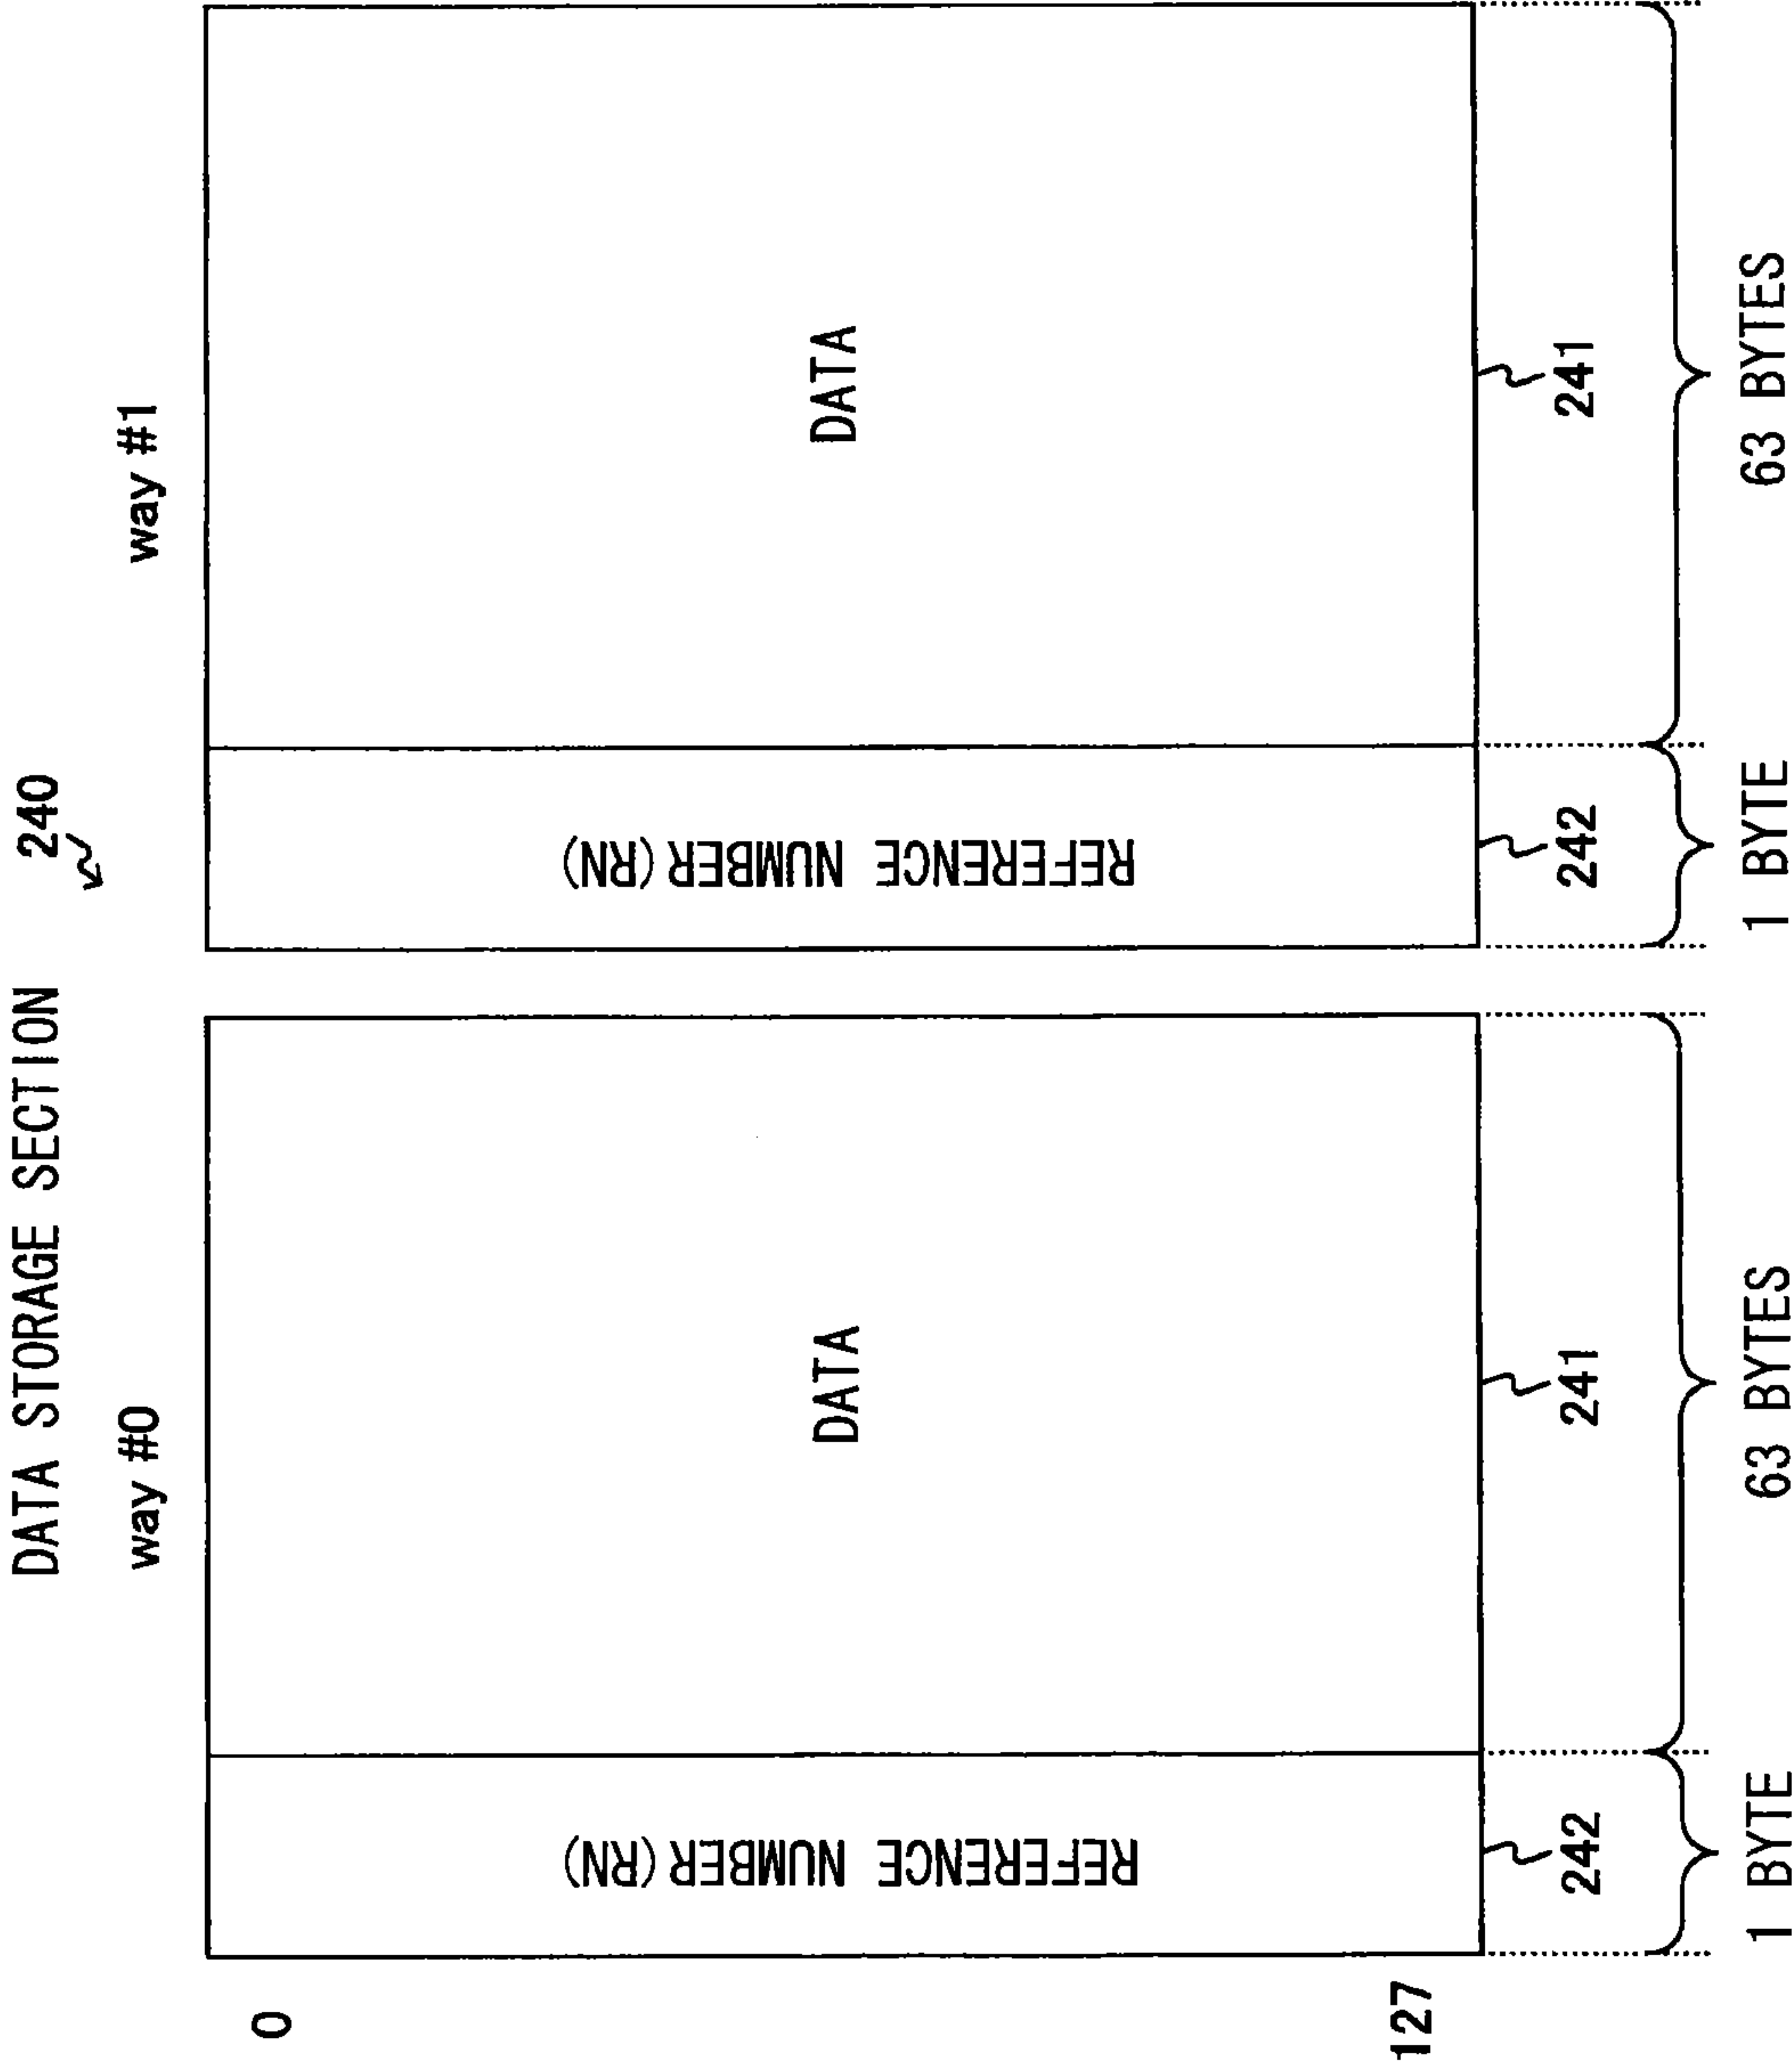 DATA STORAGE SECTION 240
way #0
way #1
0
127
REFERENCE NUMBER (RN)
DATA
REFERENCE NUMBER (RN)
DATA
242
241
242
241
1 BYTE
63 BYTES
1 BYTE
63 BYTES